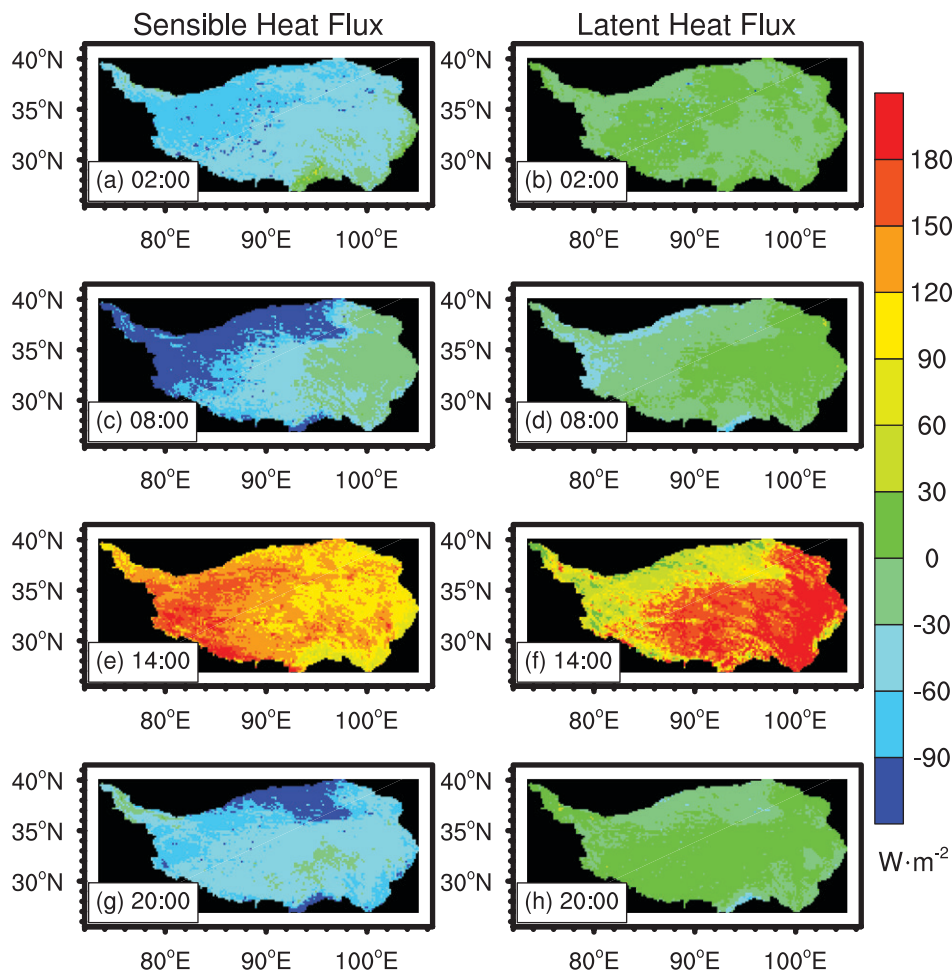 Sensible Heat Flux Latent Heat Flux
40°N 40°N
35°N 35°N
30°N 30°N
(a) 02:00 (b) 02:00
80°E 90°E 100°E 80°E 90°E 100°E
40°N 40°N
35°N 35°N
30°N 30°N
(c) 08:00 (d) 08:00
80°E 90°E 100°E 80°E 90°E 100°E
40°N 40°N
35°N 35°N
30°N 30°N
(e) 14:00 (f) 14:00
80°E 90°E 100°E 80°E 90°E 100°E
40°N 40°N
35°N 35°N
30°N 30°N
(g) 20:00 (h) 20:00
80°E 90°E 100°E 80°E 90°E 100°E
180
150
120
90
60
30
0
-30
-60
-90
W·m⁻²